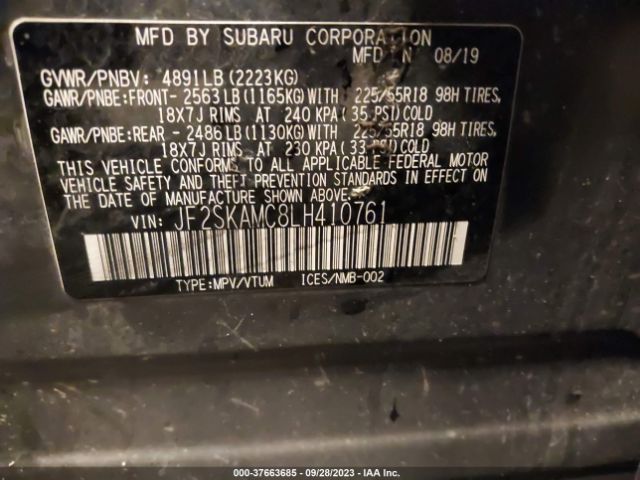 MFD BY SUBARU CORPORATION
MFD IN 08/19
GVWR/PNBV: 4891LB (2223KG)
GAWR/PNBE:FRONT- 2563LB (1165KG) WITH 225/55R18 98H TIRES,
18X7J RIMS AT 240 KPA (35 PSI) COLD
GAWR/PNBE:REAR - 2486LB (1130KG) WITH 225/55R18 98H TIRES,
18X7J RIMS AT 230 KPA (33 PSI) COLD
THIS VEHICLE CONFORMS TO ALL APPLICABLE FEDERAL MOTOR
VEHICLE SAFETY AND THEFT PREVENTION STANDARDS IN EFFECT ON
THE DATE OF MANUFACTURE SHOWN ABOVE.
VIN: JF2SKAMC8LH410761
TYPE:MPV/VTUM ICES/NMB-002
000-37663685 - 09/28/2023 - IAA Inc.